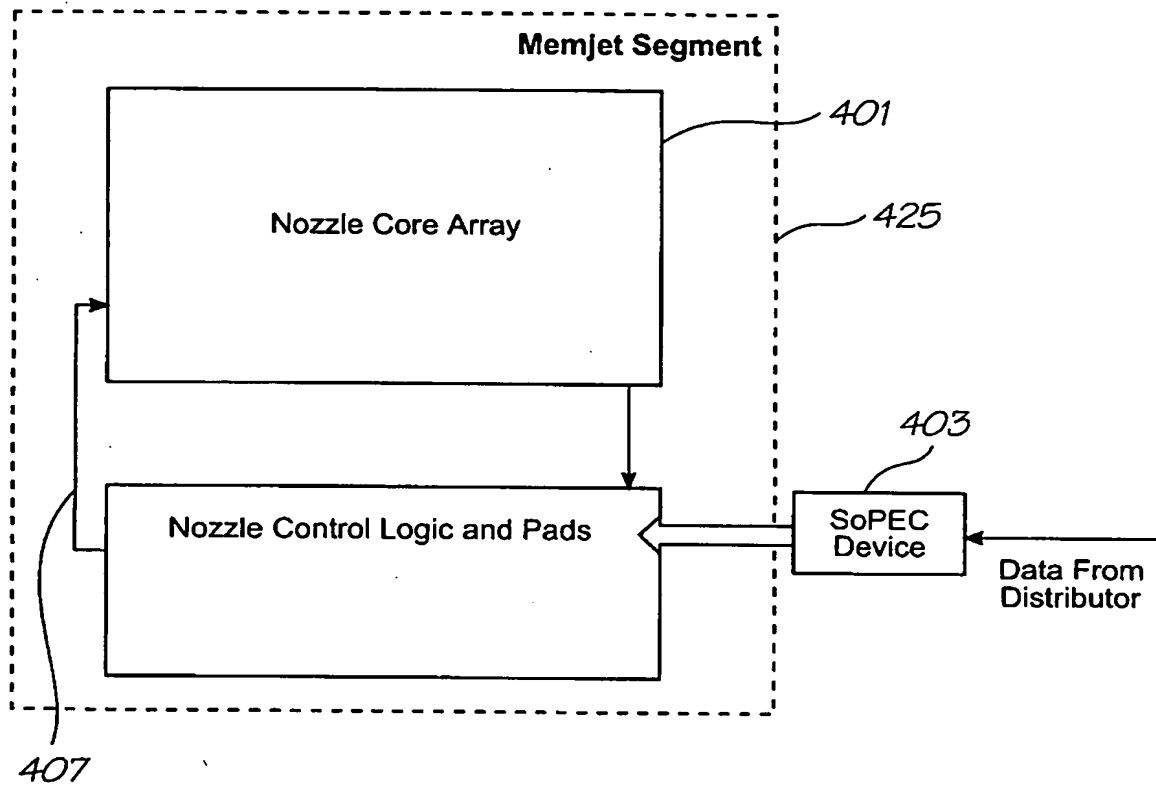 Memjet Segment
401
Nozzle Core Array
425
403
Nozzle Control Logic and Pads
SoPEC
Device
Data From
Distributor
407